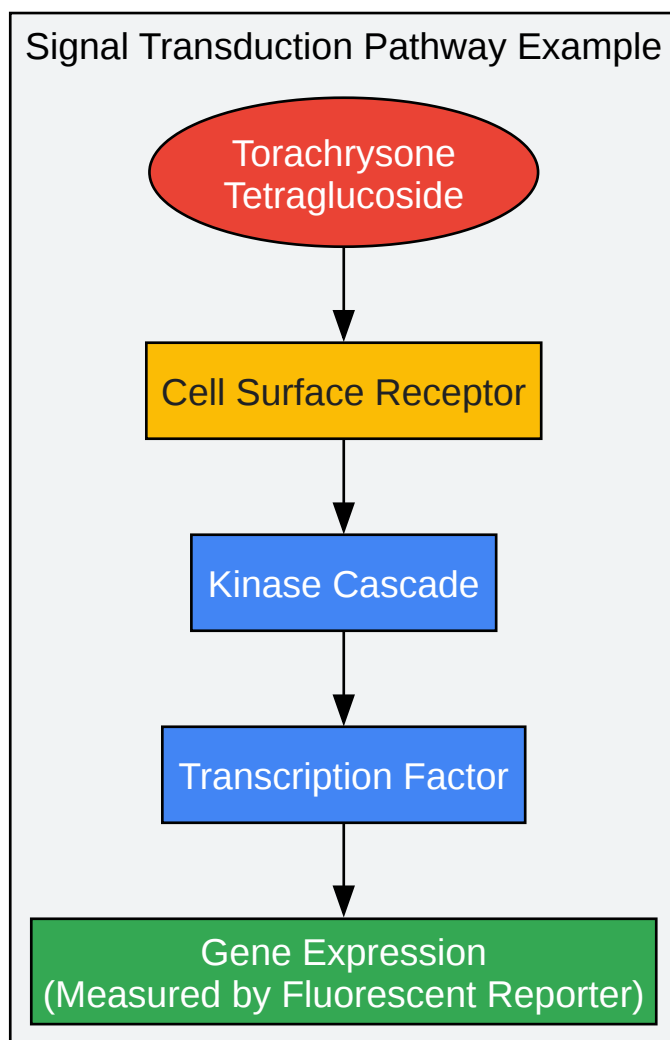 Signal Transduction Pathway Example
Torachrysone
Tetraglucoside
Cell Surface Receptor
Kinase Cascade
Transcription Factor
Gene Expression
(Measured by Fluorescent Reporter)